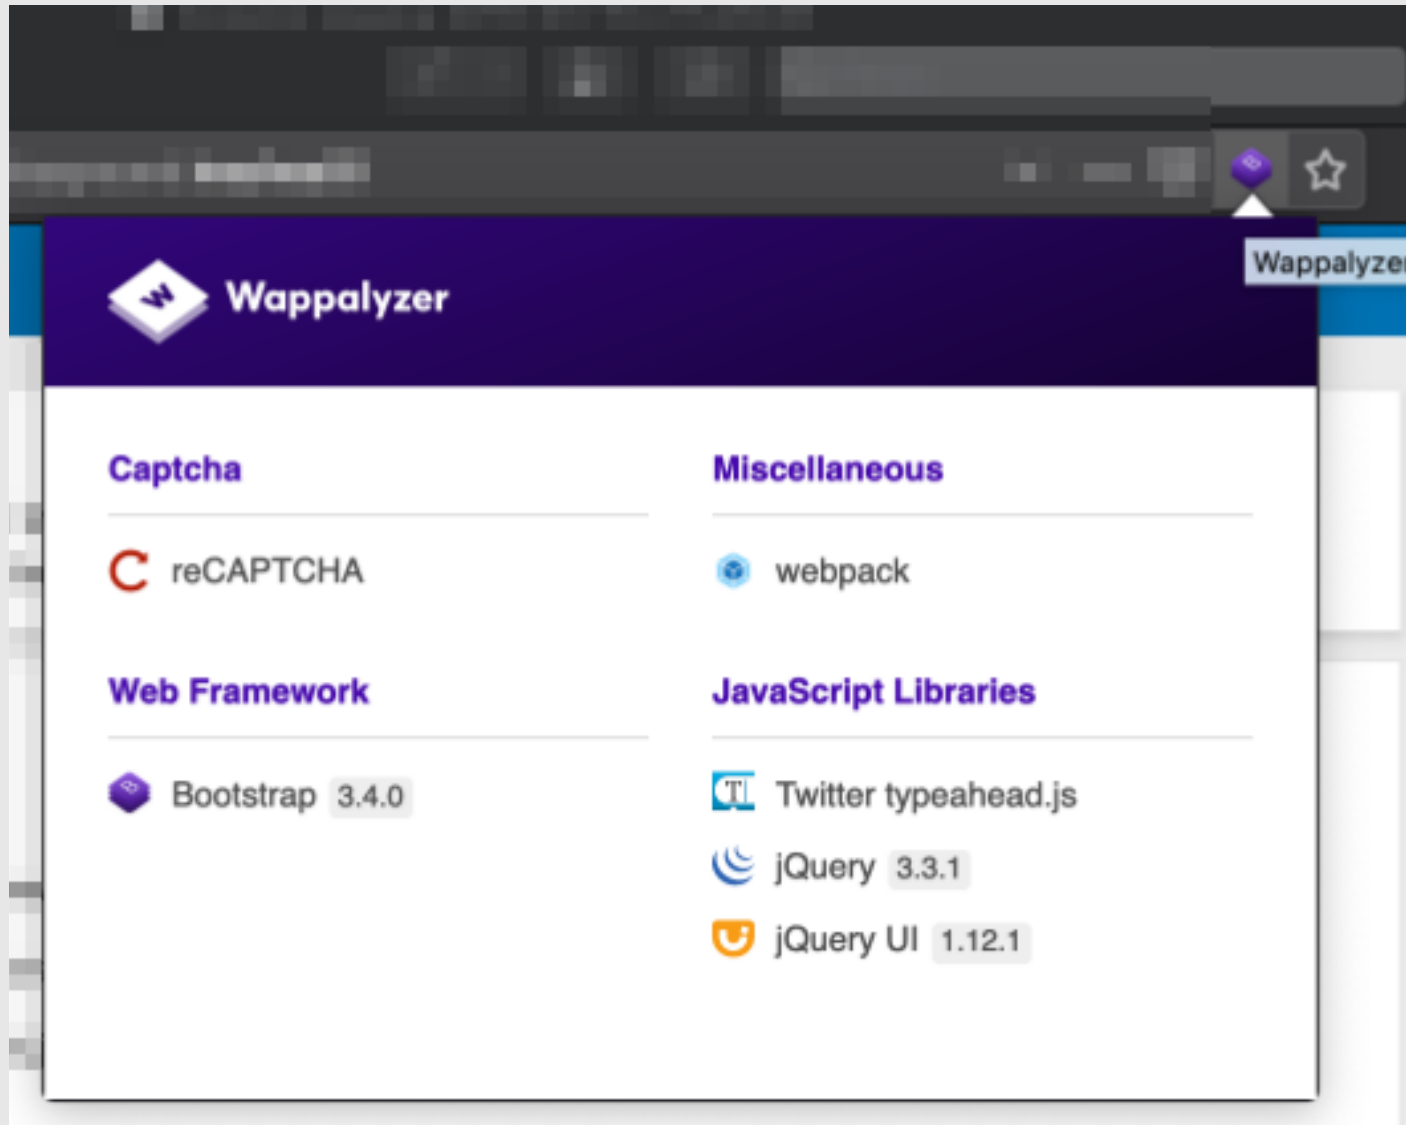 Wappalyzer
Wappalyzer
Captcha
reCAPTCHA
Miscellaneous
webpack
Web Framework
Bootstrap 3.4.0
JavaScript Libraries
Twitter typeahead.js
jQuery 3.3.1
jQuery UI 1.12.1